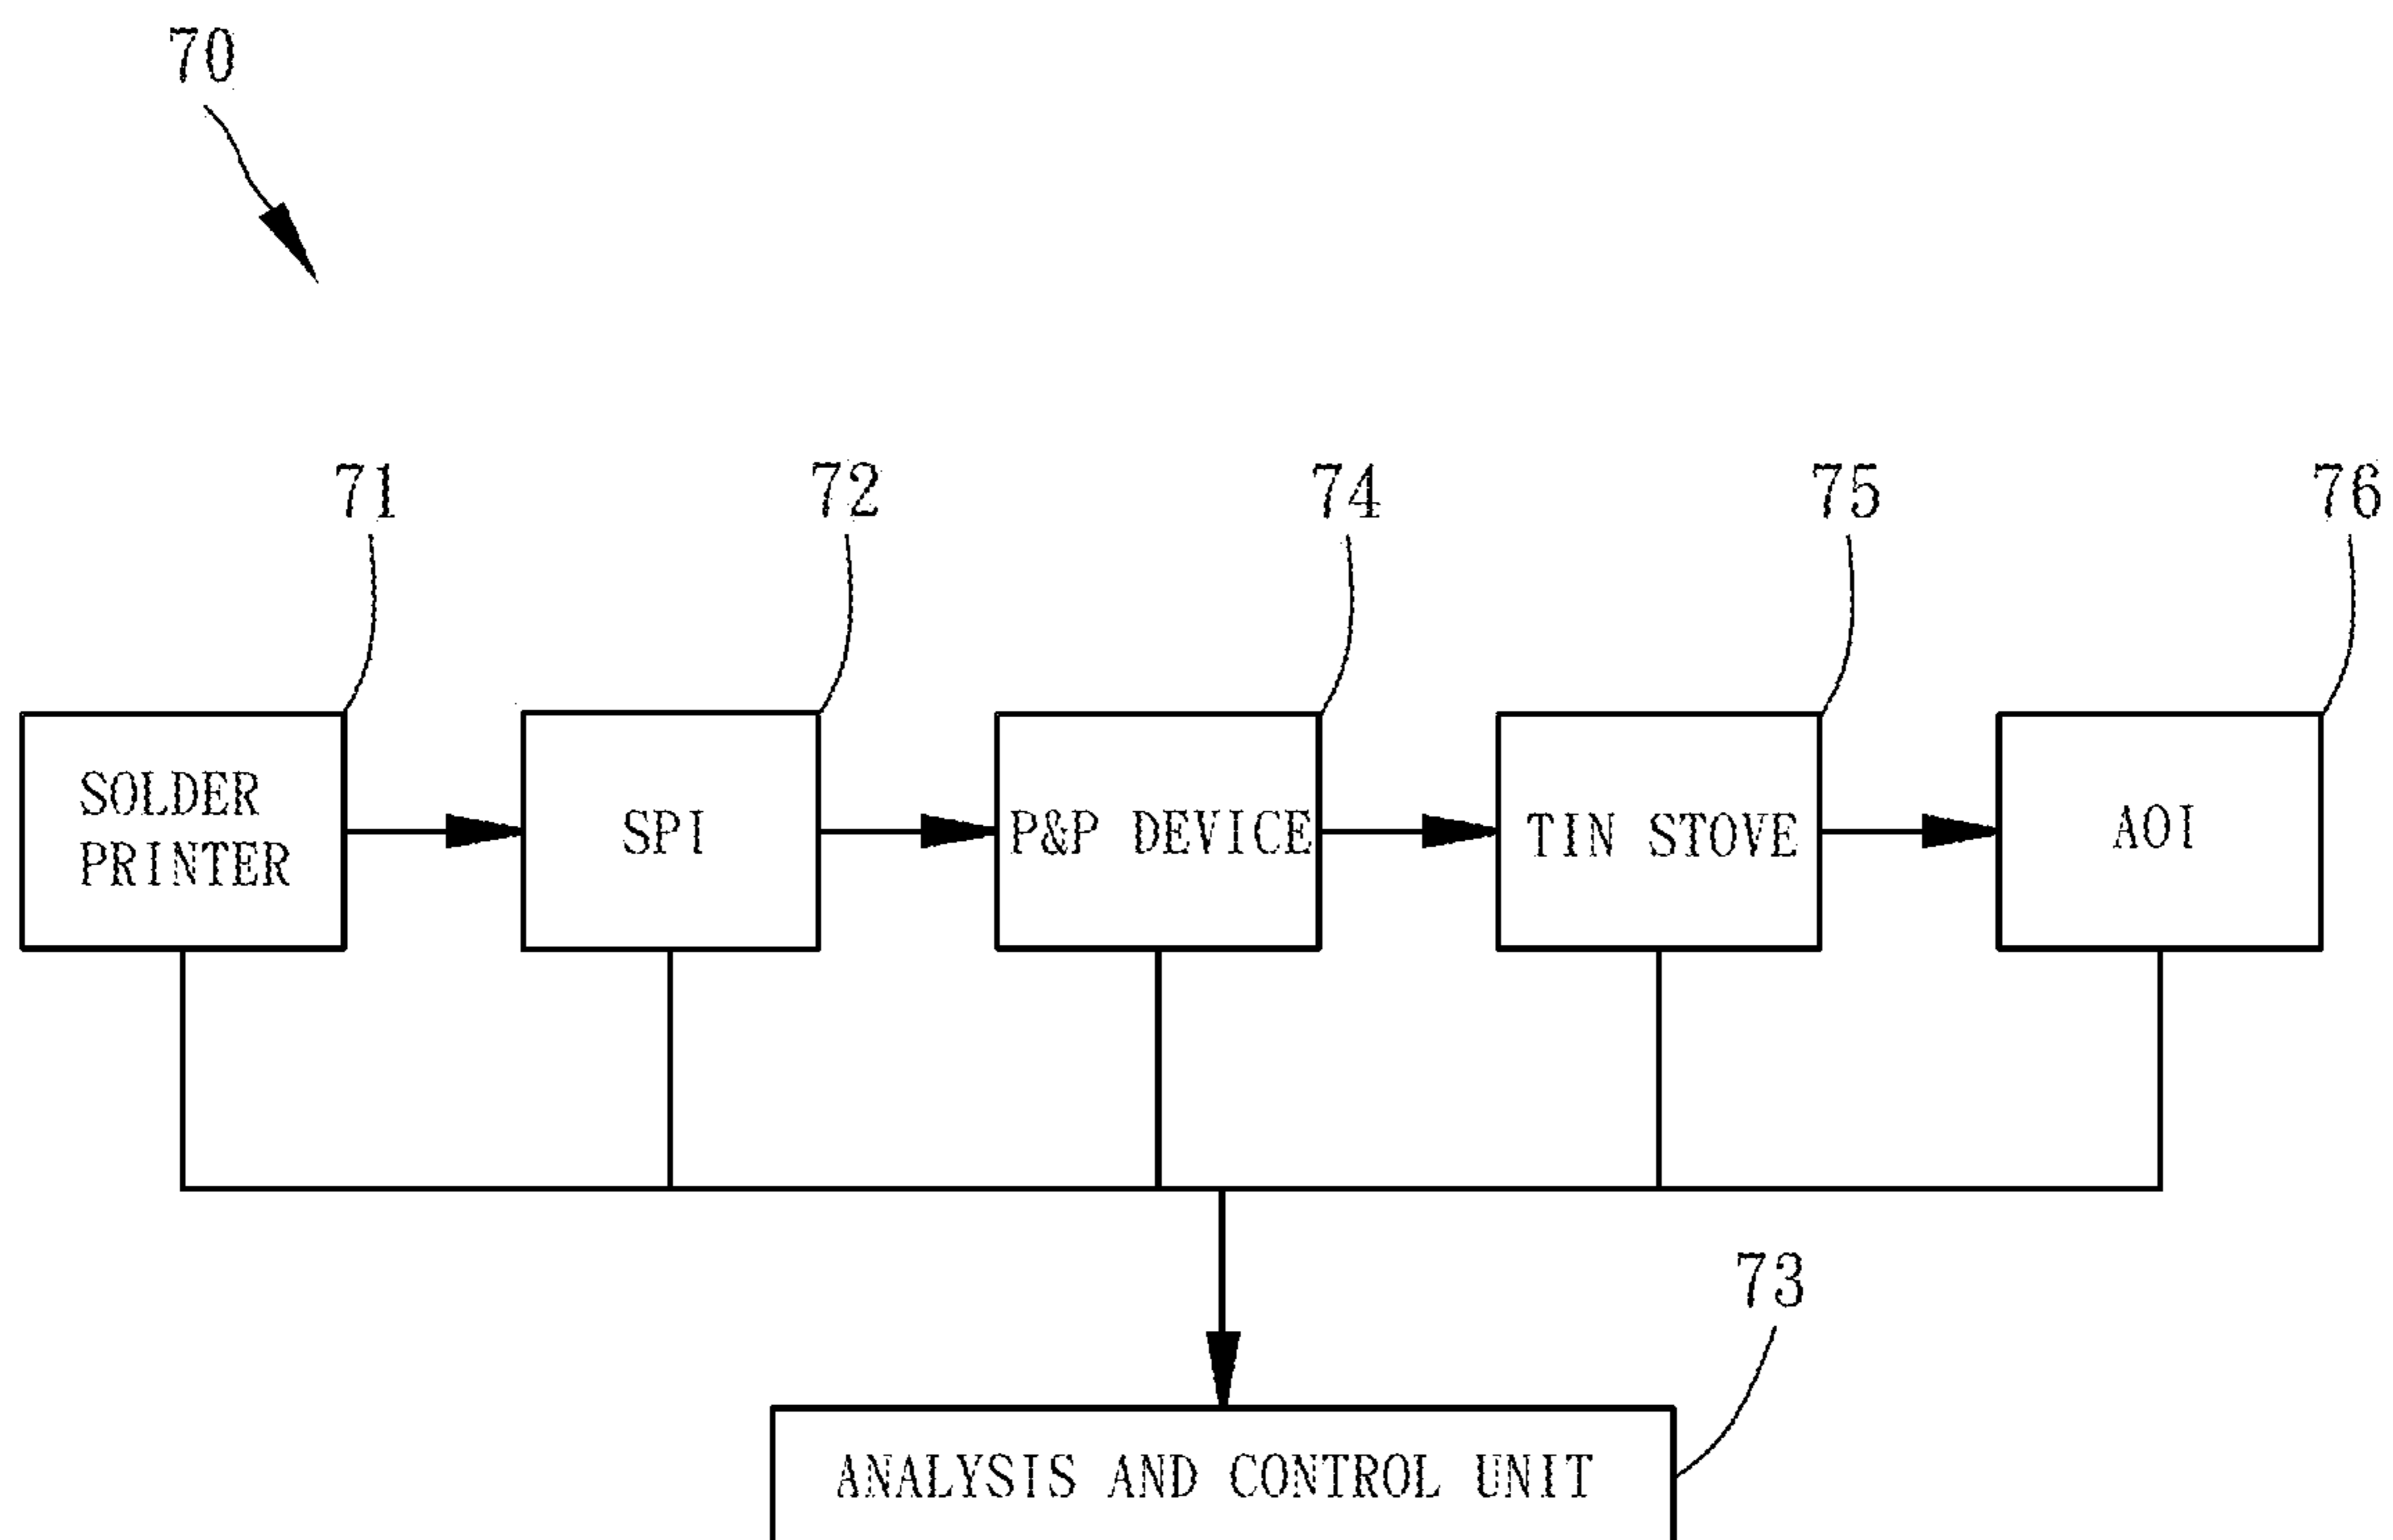 70
71
72
74
75
76
SOLDER
PRINTER
SPI
P&P DEVICE
TIN STOVE
AOI
73
ANALYSIS AND CONTROL UNIT